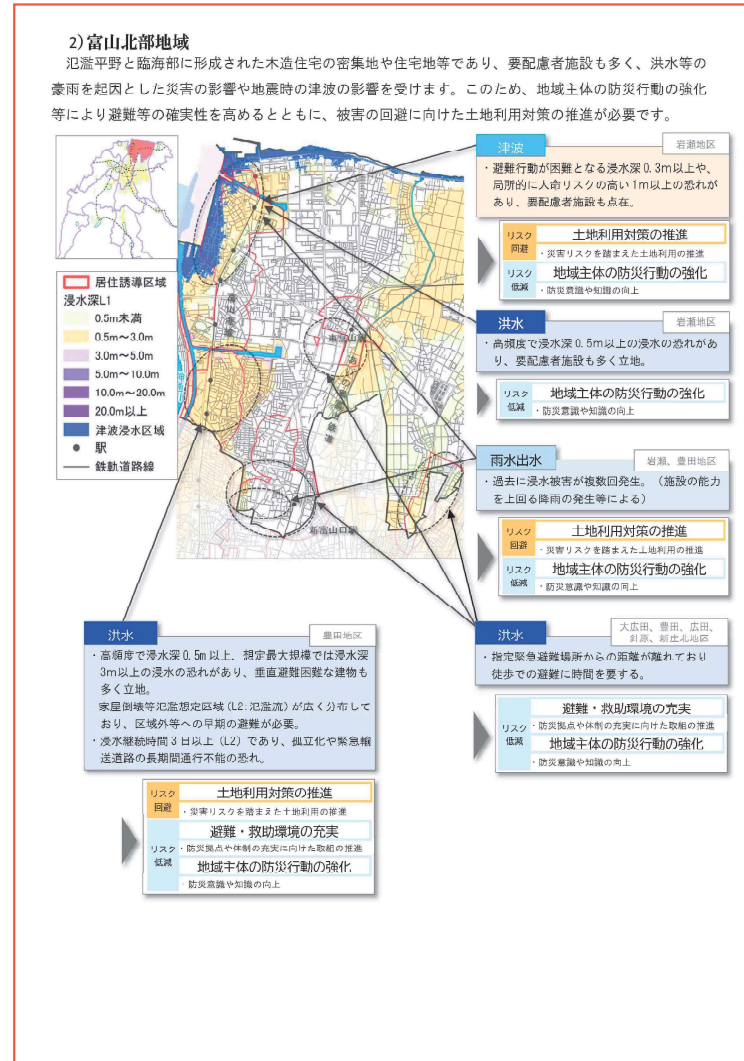 2)富山北部地域
氾濫平野と臨海部に形成された木造住宅の密集地や住宅地等であり、要配慮者施設も多く、洪水等の
豪雨を起因とした災害の影響や地震時の津波の影響を受けます。このため、地域主体の防災行動の強化
等により避難等の確実性を高めるとともに、被害の回避に向けた土地利用対策の推進が必要です。
居住誘導区域
浸水深L1
0.5m未満
0.5m～3.0m
3.0m～5.0m
5.0m～10.0m
10.0m～20.0m
20.0m以上
津波浸水区域
駅
鉄軌道路線
東富山駅
新富山口駅
津波
岩瀬地区
・避難行動が困難となる浸水深0.3m以上や、
局所的に人命リスクの高い1m以上の恐れが
あり、要配慮者施設も点在。
リスク
回避
土地利用対策の推進
・災害リスクを踏まえた土地利用の推進
リスク
低減
地域主体の防災行動の強化
・防災意識や知識の向上
洪水
岩瀬地区
・高頻度で浸水深0.5m以上の浸水の恐れがあ
り、要配慮者施設も多く立地。
リスク
低減
地域主体の防災行動の強化
・防災意識や知識の向上
雨水出水
岩瀬、豊田地区
・過去に浸水被害が複数回発生。（施設の能力
を上回る降雨の発生等による）
リスク
回避
土地利用対策の推進
・災害リスクを踏まえた土地利用の推進
リスク
低減
地域主体の防災行動の強化
・防災意識や知識の向上
洪水
大広田、豊田、広田、
針原、新庄北地区
・指定緊急避難場所からの距離が離れており
徒歩での避難に時間を要する。
リスク
低減
避難・救助環境の充実
・防災拠点や体制の充実に向けた取組の推進
地域主体の防災行動の強化
・防災意識や知識の向上
洪水
豊田地区
・高頻度で浸水深0.5m以上、想定最大規模では浸水深
3m以上の浸水の恐れがあり、垂直避難困難な建物も
多く立地。
家屋倒壊等氾濫想定区域（L2:氾濫流）が広く分布して
おり、区域外等への早期の避難が必要。
・浸水継続時間3日以上（L2）であり、孤立化や緊急輸
送道路の長期間通行不能の恐れ。
リスク
回避
土地利用対策の推進
・災害リスクを踏まえた土地利用の推進
リスク
低減
避難・救助環境の充実
・防災拠点や体制の充実に向けた取組の推進
地域主体の防災行動の強化
・防災意識や知識の向上